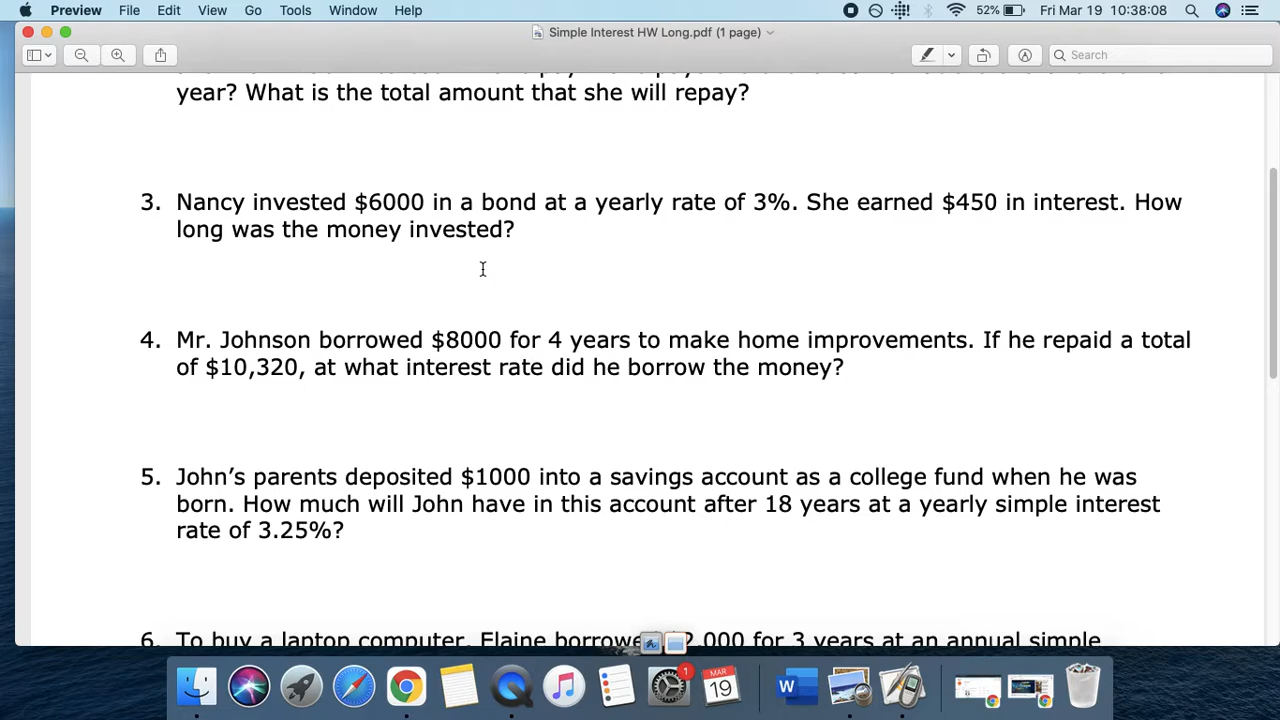 Preview File Edit View Go Tools Window Help 52% Fri Mar 19 10:38:08
Simple Interest HW Long.pdf (1 page)
Search
year? What is the total amount that she will repay?
3. Nancy invested $6000 in a bond at a yearly rate of 3%. She earned $450 in interest. How
long was the money invested?
4. Mr. Johnson borrowed $8000 for 4 years to make home improvements. If he repaid a total
of $10,320, at what interest rate did he borrow the money?
5. John's parents deposited $1000 into a savings account as a college fund when he was
born. How much will John have in this account after 18 years at a yearly simple interest
rate of 3.25%?
6. To buy a laptop computer, Elaine borrowed $2,000 for 3 years at an annual simple
1
MAR
19
W